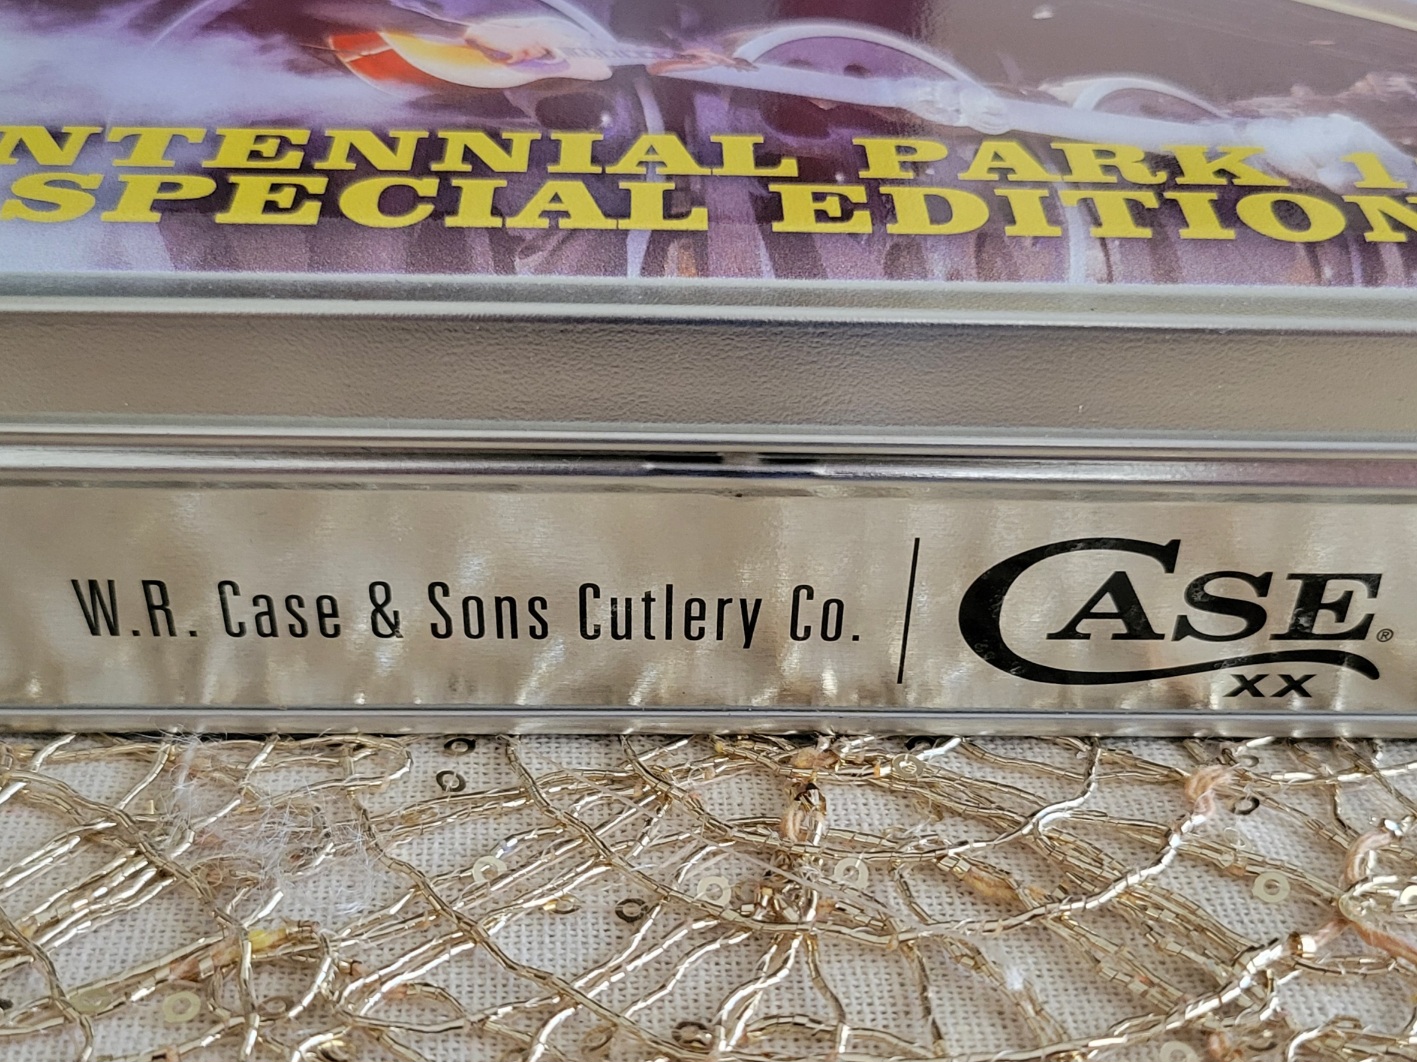 NTENNIAL PARK 1
SPECIAL EDITION
W.R. Case & Sons Cutlery Co. | CASE®
XX